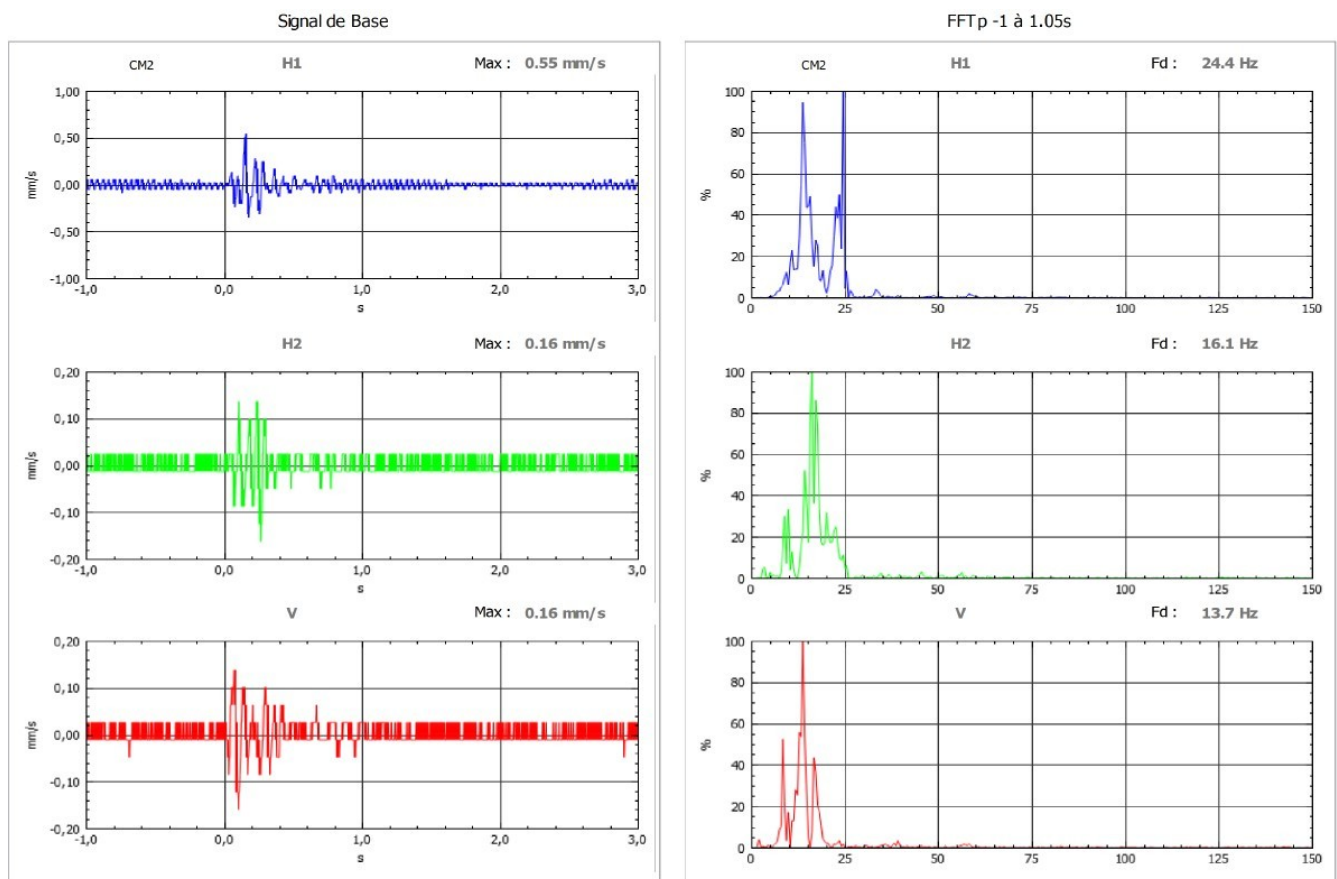 Signal de Base
FFTp -1 à 1.05s
CM2 H1 Max : 0.55 mm/s
1,00
0,50
0,00
-0,50
-1,00
mm/s
-1,0 0,0 1,0 2,0 3,0
s
H2 Max : 0.16 mm/s
0,20
0,10
0,00
-0,10
-0,20
mm/s
-1,0 0,0 1,0 2,0 3,0
s
V Max : 0.16 mm/s
0,20
0,10
0,00
-0,10
-0,20
mm/s
-1,0 0,0 1,0 2,0 3,0
s
CM2 H1 Fd : 24.4 Hz
100
80
60
40
20
0
%
0 25 50 75 100 125 150
H2 Fd : 16.1 Hz
100
80
60
40
20
0
%
0 25 50 75 100 125 150
V Fd : 13.7 Hz
100
80
60
40
20
0
%
0 25 50 75 100 125 150